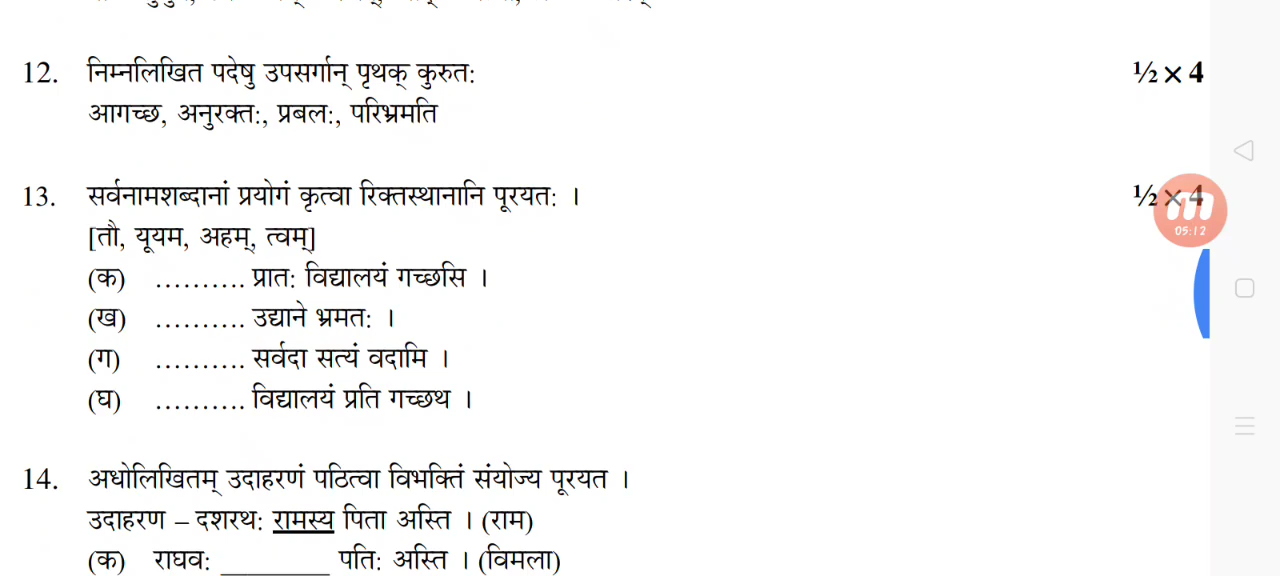 12. निम्नलिखित पदेषु उपसर्गान् पृथक् कुरुतः ½ × 4
आगच्छ, अनुरक्तः, प्रबलः, परिभ्रमति
13. सर्वनामशब्दानां प्रयोगं कृत्वा रिक्तस्थानानि पूरयतः । ½ × 4
[तौ, यूयम, अहम्, त्वम्] 05:12
(क) .......... प्रातः विद्यालयं गच्छसि ।
(ख) .......... उद्याने भ्रमतः ।
(ग) .......... सर्वदा सत्यं वदामि ।
(घ) .......... विद्यालयं प्रति गच्छथ ।
14. अधोलिखितम् उदाहरणं पठित्वा विभक्तिं संयोज्य पूरयत ।
उदाहरण – दशरथः रामस्य पिता अस्ति । (राम)
(क) राघवः ________ पतिः अस्ति । (विमला)